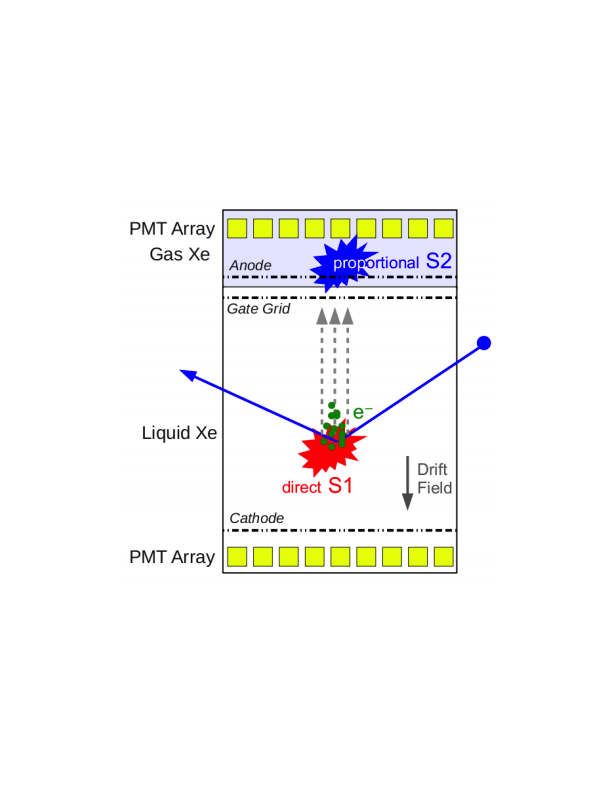 PMT Array
Gas Xe
Anode
proportional S2
Gate Grid
e⁻
Liquid Xe
direct S1
Drift
Field
Cathode
PMT Array